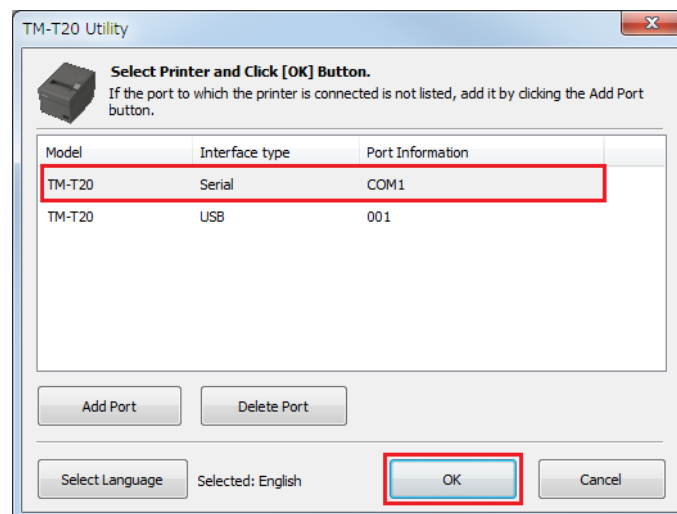 TM-T20 Utility
Select Printer and Click [OK] Button.
If the port to which the printer is connected is not listed, add it by clicking the Add Port
button.
Model Interface type Port Information
TM-T20 Serial COM1
TM-T20 USB 001
Add Port Delete Port
Select Language Selected: English OK Cancel